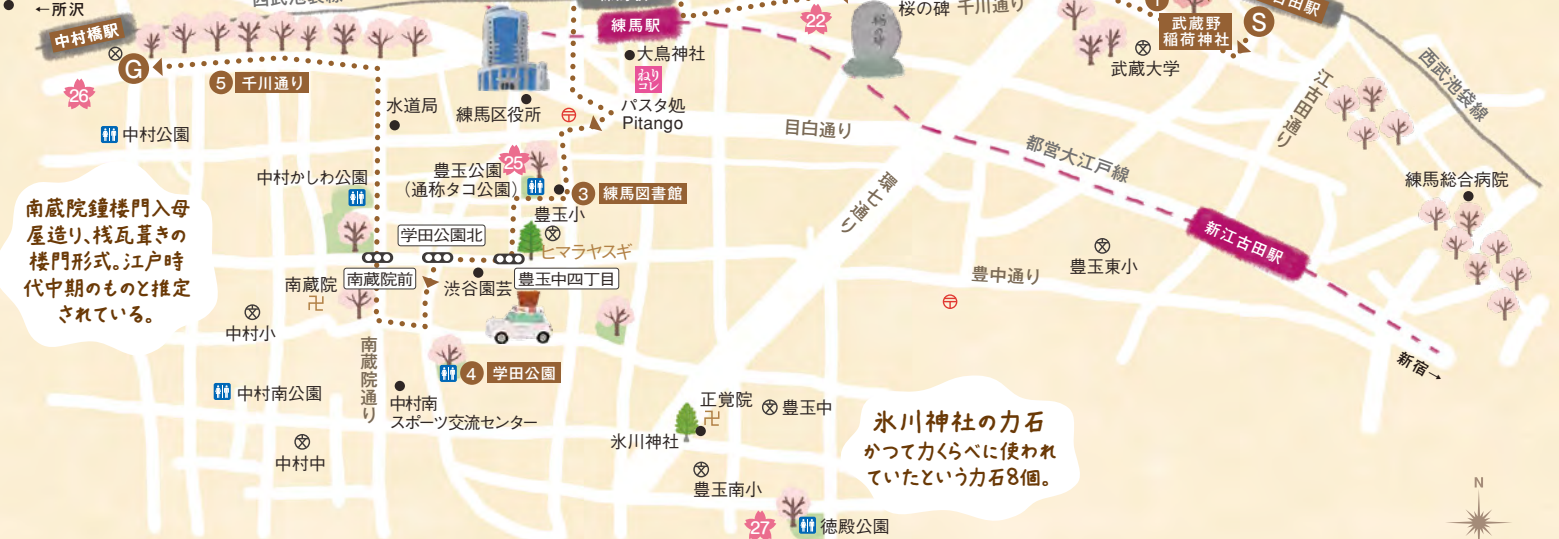 ←所沢
西武池袋線
練馬駅
22
桜の碑
千川通り
1
武蔵野
稲荷神社
S
武蔵大学
中村橋駅
G
5 千川通り
26
中村公園
水道局
練馬区役所
大鳥神社
ねり
コレ
パスタ処
Pitango
目白通り
江古田通り
西武池袋線
都営大江戸線
環七通り
練馬総合病院
中村かしわ公園
25
豊玉公園
(通称タコ公園)
3 練馬図書館
豊玉小
ヒマラヤスギ
学田公園北
南蔵院前
豊玉中四丁目
渋谷園芸
南蔵院
南蔵院鐘楼門入母
屋造り、桟瓦葺きの
楼門形式。江戸時
代中期のものと推定
されている。
中村小
新江古田駅
豊玉東小
豊中通り
新宿→
南蔵院通り
4 学田公園
中村南公園
中村南
スポーツ交流センター
中村中
正覚院
豊玉中
氷川神社
豊玉南小
27
徳殿公園
氷川神社の力石
かつて力くらべに使われ
ていたという力石8個。
N